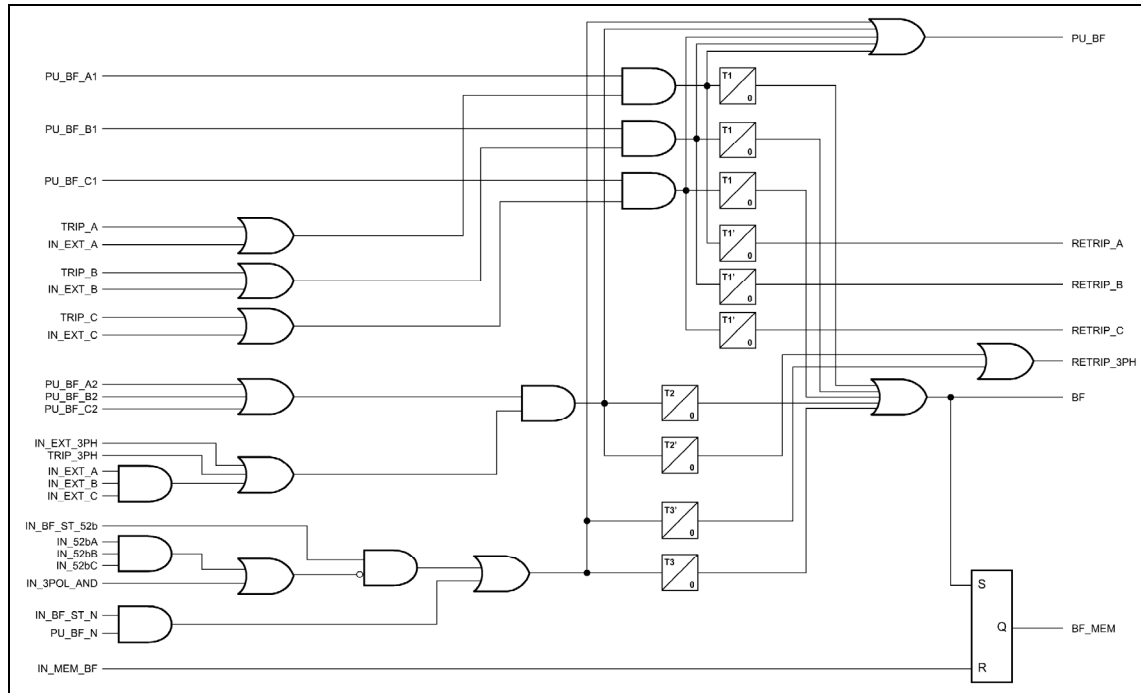 PU_BF
PU_BF_A1
T1
0
PU_BF_B1
T1
0
PU_BF_C1
T1
0
TRIP_A
IN_EXT_A
T1'
0
RETRIP_A
TRIP_B
IN_EXT_B
T1'
0
RETRIP_B
TRIP_C
IN_EXT_C
T1'
0
RETRIP_C
RETRIP_3PH
PU_BF_A2
PU_BF_B2
PU_BF_C2
T2
0
BF
IN_EXT_3PH
TRIP_3PH
IN_EXT_A
IN_EXT_B
IN_EXT_C
T2'
0
IN_BF_ST_52b
IN_52bA
IN_52bB
IN_52bC
IN_3POL_AND
T3'
0
T3
0
IN_BF_ST_N
PU_BF_N
S
Q
R
BF_MEM
IN_MEM_BF